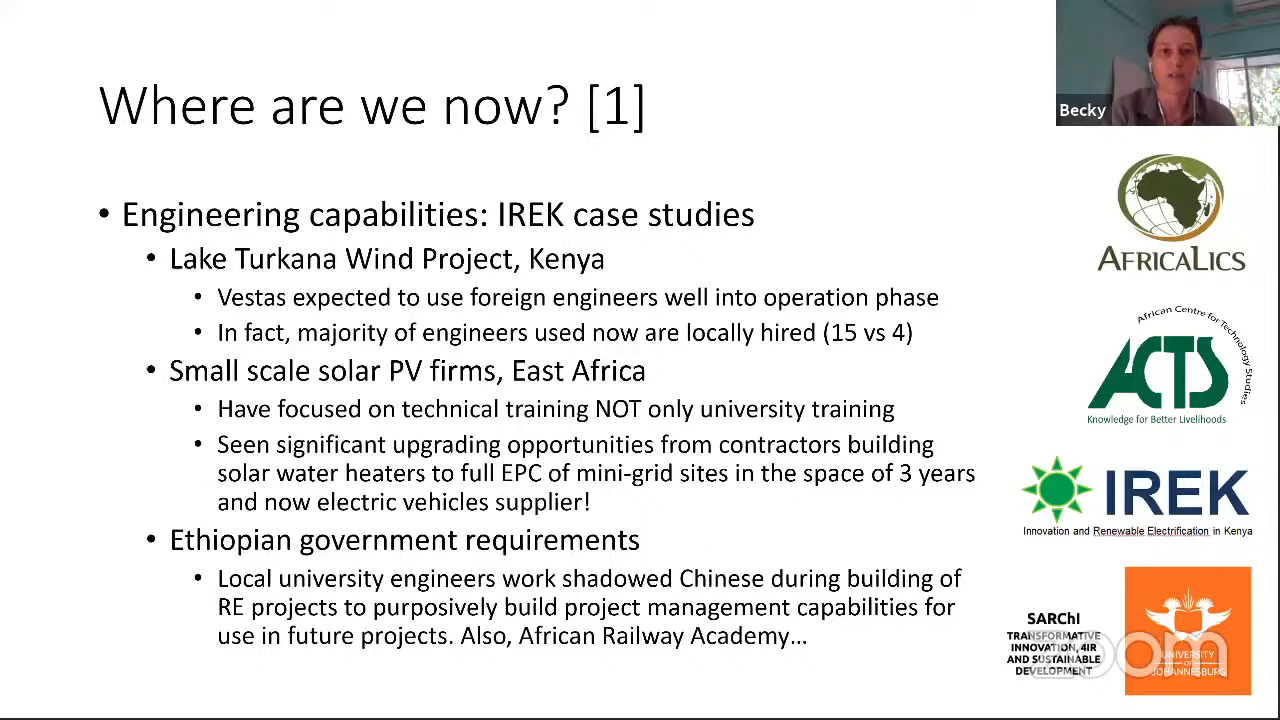 Where are we now? [1]
Becky
• Engineering capabilities: IREK case studies
• Lake Turkana Wind Project, Kenya
• Vestas expected to use foreign engineers well into operation phase
• In fact, majority of engineers used now are locally hired (15 vs 4)
• Small scale solar PV firms, East Africa
• Have focused on technical training NOT only university training
• Seen significant upgrading opportunities from contractors building
solar water heaters to full EPC of mini-grid sites in the space of 3 years
and now electric vehicles supplier!
• Ethiopian government requirements
• Local university engineers work shadowed Chinese during building of
RE projects to purposively build project management capabilities for
use in future projects. Also, African Railway Academy…
AFRICALICS
African Centre for Technology Studies
ACTS
Knowledge for Better Livelihoods
IREK
Innovation and Renewable Electrification in Kenya
SARChI
TRANSFORMATIVE
INNOVATION, 4IR
AND SUSTAINABLE
DEVELOPMENT
UNIVERSITY
OF
JOHANNESBURG
zoom